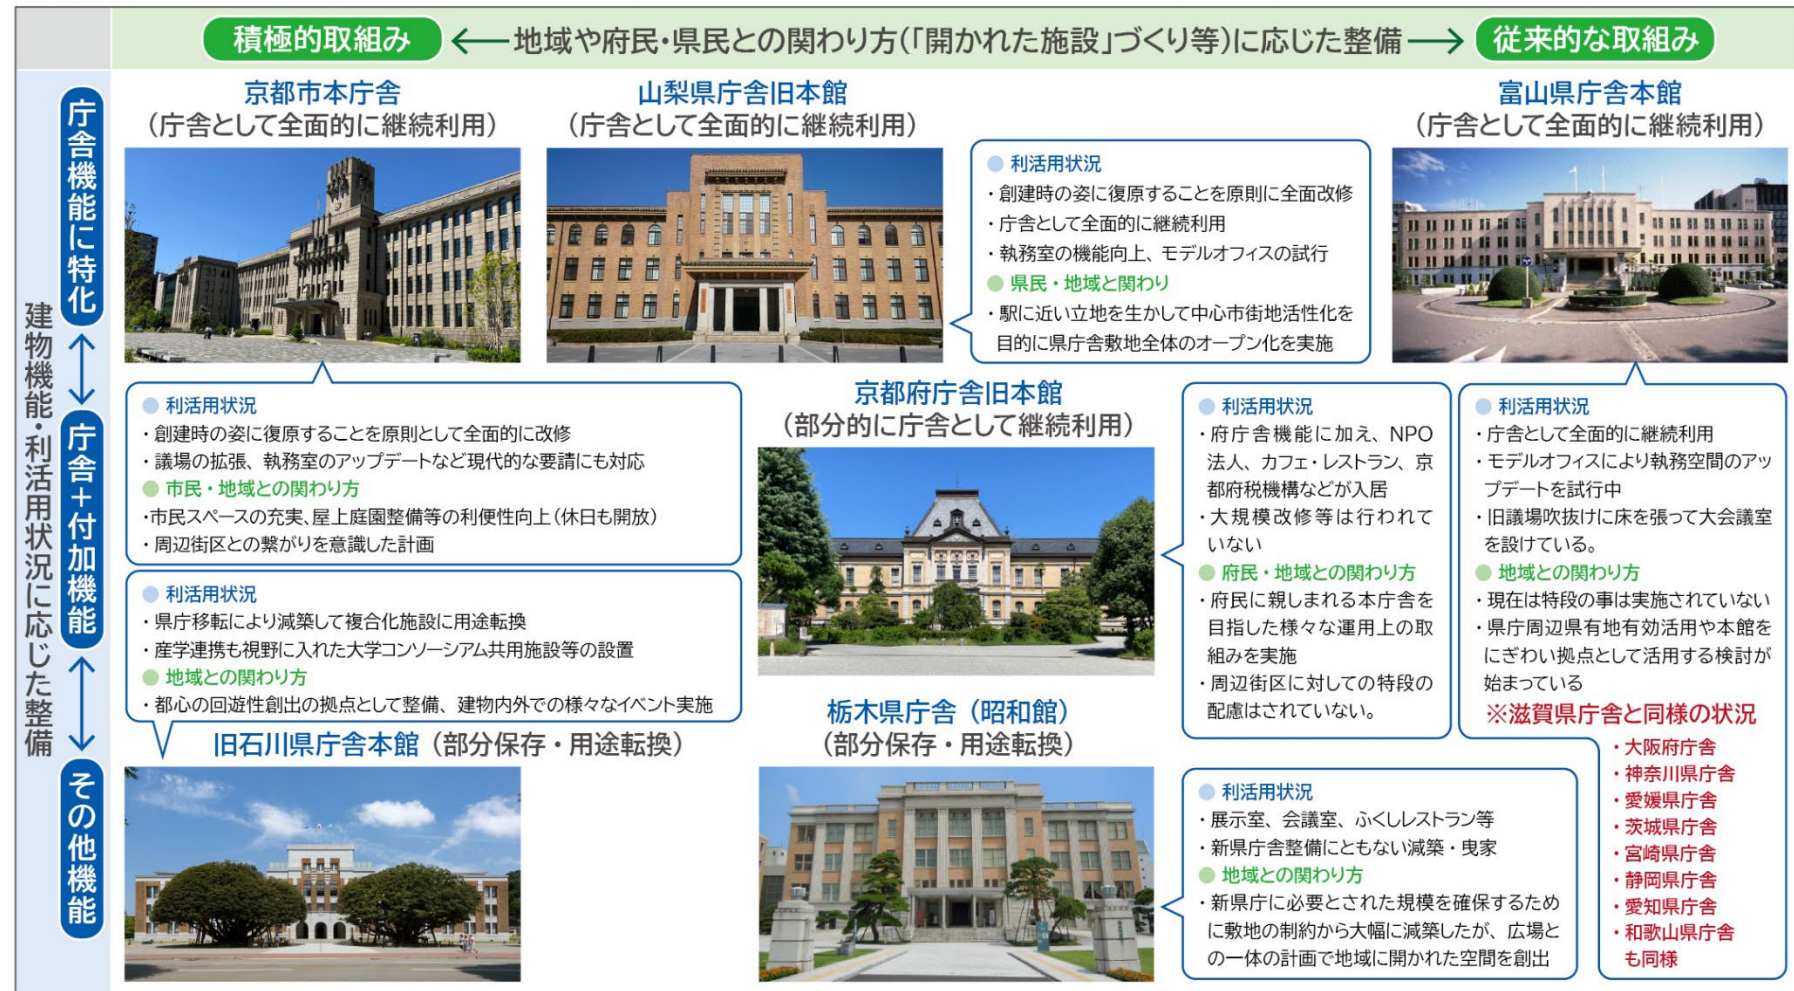 積極的取組み ←地域や府民・県民との関わり方(「開かれた施設」づくり等)に応じた整備→ 従来的な取組み
建物機能・利活用状況に応じた整備
庁舎機能に特化
庁舎+付加機能
その他機能
京都市本庁舎
(庁舎として全面的に継続利用)
山梨県庁舎旧本館
(庁舎として全面的に継続利用)
● 利活用状況
・創建時の姿に復原することを原則に全面改修
・庁舎として全面的に継続利用
・執務室の機能向上、モデルオフィスの試行
● 県民・地域と関わり
・駅に近い立地を生かして中心市街地活性化を
目的に県庁舎敷地全体のオープン化を実施
富山県庁舎本館
(庁舎として全面的に継続利用)
● 利活用状況
・創建時の姿に復原することを原則として全面的に改修
・議場の拡張、執務室のアップデートなど現代的な要請にも対応
● 市民・地域との関わり方
・市民スペースの充実、屋上庭園整備等の利便性向上(休日も開放)
・周辺街区との繋がりを意識した計画
京都府庁舎旧本館
(部分的に庁舎として継続利用)
● 利活用状況
・府庁舎機能に加え、NPO
法人、カフェ・レストラン、京
都府税機構などが入居
・大規模改修等は行われて
いない
● 府民・地域との関わり方
・府民に親しまれる本庁舎を
目指した様々な運用上の取
組みを実施
・周辺街区に対しての特段の
配慮はされていない。
● 利活用状況
・庁舎として全面的に継続利用
・モデルオフィスにより執務空間のアッ
プデートを試行中
・旧議場吹抜けに床を張って大会議室
を設けている。
● 地域との関わり方
・現在は特段の事は実施されていない
・県庁周辺県有地有効活用や本館を
にぎわい拠点として活用する検討が
始まっている
※滋賀県庁舎と同様の状況
・大阪府庁舎
・神奈川県庁舎
・愛媛県庁舎
・茨城県庁舎
・宮崎県庁舎
・静岡県庁舎
・愛知県庁舎
・和歌山県庁舎
も同様
● 利活用状況
・県庁移転により減築して複合化施設に用途転換
・産学連携も視野に入れた大学コンソーシアム共用施設等の設置
● 地域との関わり方
・都心の回遊性創出の拠点として整備、建物内外での様々なイベント実施
旧石川県庁舎本館(部分保存・用途転換)
栃木県庁舎(昭和館)
(部分保存・用途転換)
● 利活用状況
・展示室、会議室、ふくしレストラン等
・新県庁舎整備にともない減築・曳家
● 地域との関わり方
・新県庁に必要とされた規模を確保するため
に敷地の制約から大幅に減築したが、広場と
の一体の計画で地域に開かれた空間を創出